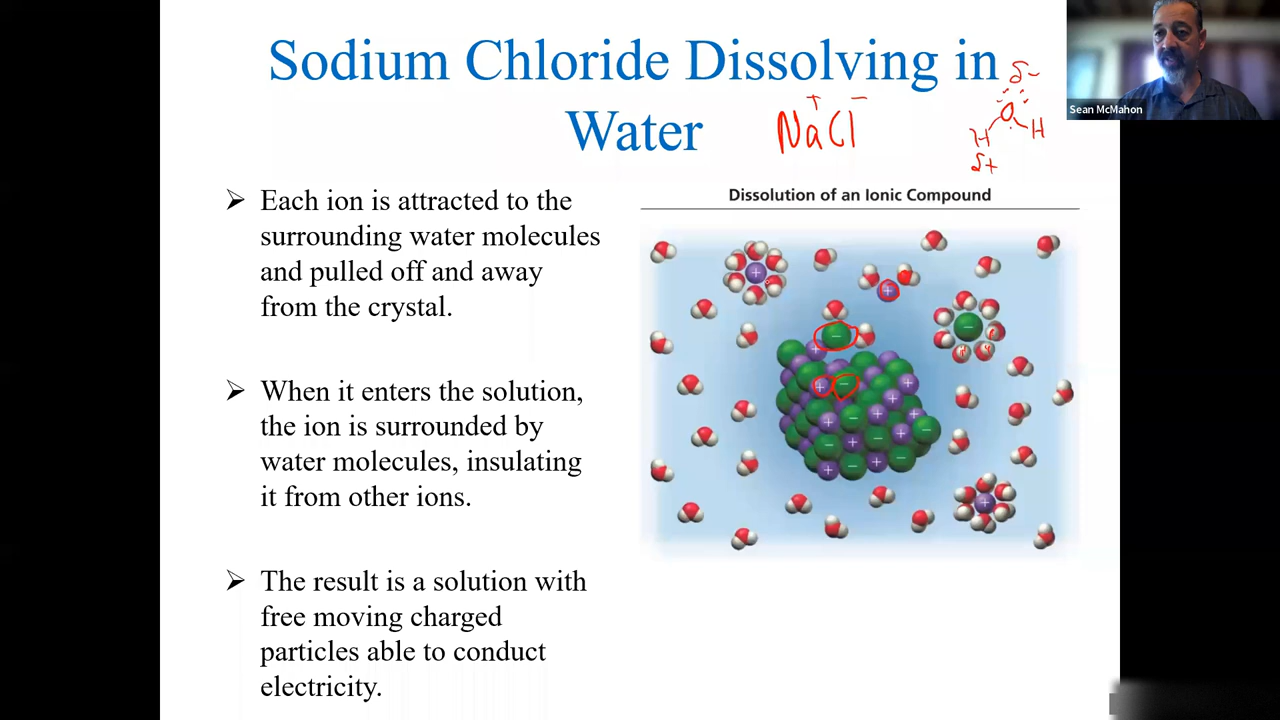 Sodium Chloride Dissolving in
Water
Na⁺Cl⁻
δ-
O
H H
δ+
Sean McMahon
➢ Each ion is attracted to the
surrounding water molecules
and pulled off and away
from the crystal.
➢ When it enters the solution,
the ion is surrounded by
water molecules, insulating
it from other ions.
➢ The result is a solution with
free moving charged
particles able to conduct
electricity.
Dissolution of an Ionic Compound